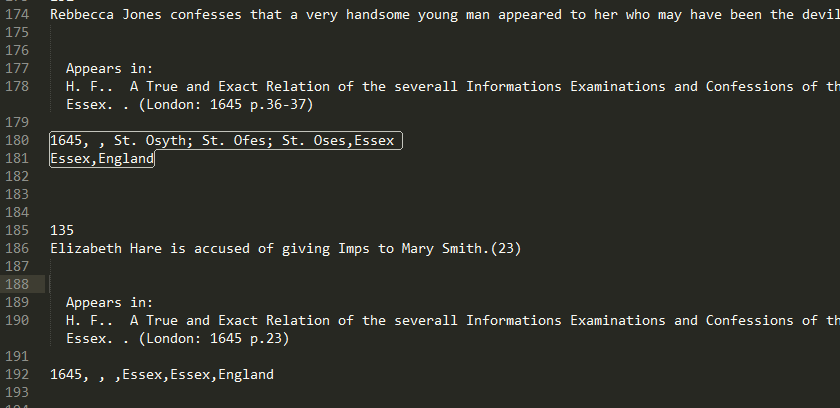 174 Rebbecca Jones confesses that a very handsome young man appeared to her who may have been the devil
175
176
177 Appears in:
178 H. F.. A True and Exact Relation of the severall Informations Examinations and Confessions of th
Essex. . (London: 1645 p.36-37)
179
180 1645, , St. Osyth; St. Ofes; St. Oses,Essex
181 Essex,England
182
183
184
185 135
186 Elizabeth Hare is accused of giving Imps to Mary Smith.(23)
187
188
189 Appears in:
190 H. F.. A True and Exact Relation of the severall Informations Examinations and Confessions of th
Essex. . (London: 1645 p.23)
191
192 1645, , ,Essex,Essex,England
193